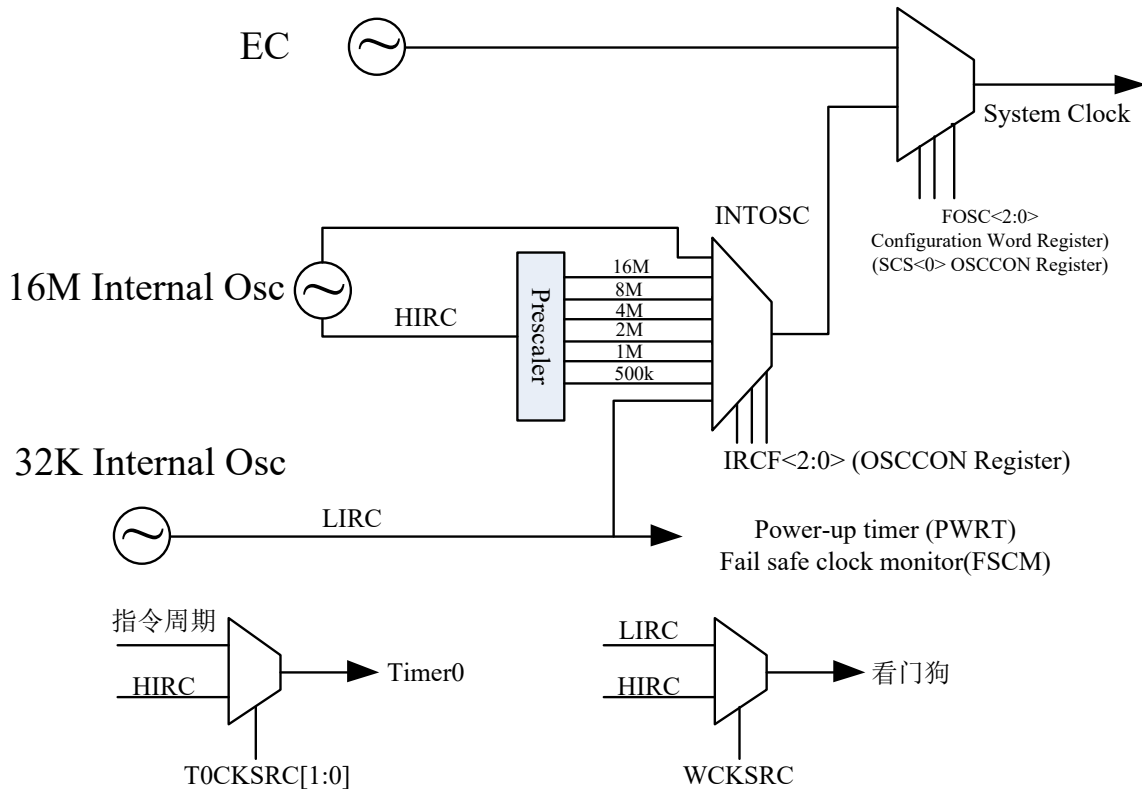 EC
System Clock
FOSC<2:0>
Configuration Word Register)
(SCS<0> OSCCON Register)
INTOSC
16M Internal Osc
HIRC
Prescaler
16M
8M
4M
2M
1M
500k
IRCF<2:0> (OSCCON Register)
32K Internal Osc
LIRC
Power-up timer (PWRT)
Fail safe clock monitor(FSCM)
指令周期
HIRC
Timer0
T0CKSRC[1:0]
LIRC
HIRC
看门狗
WCKSRC